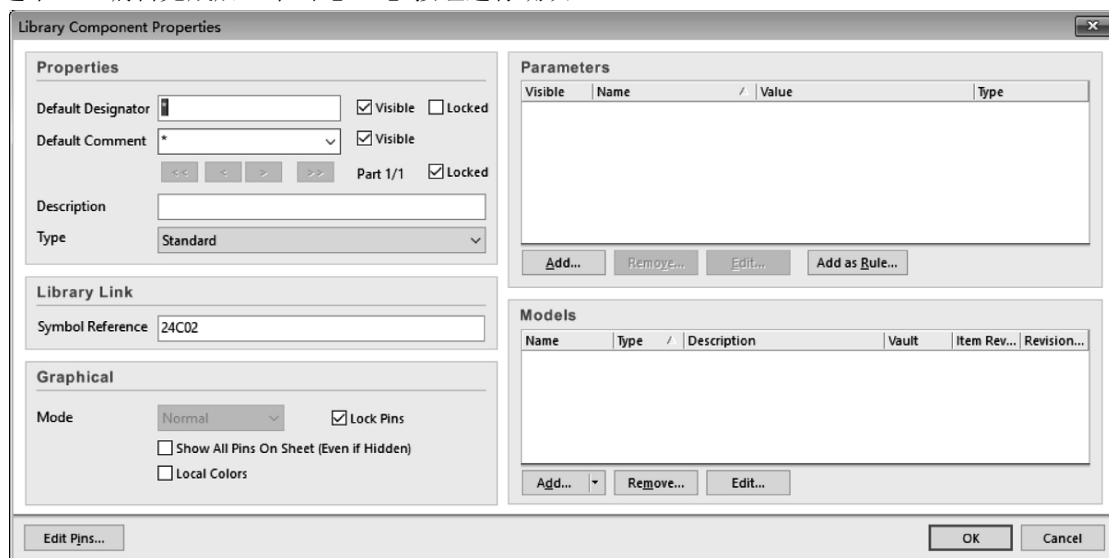 Library Component Properties
Properties
Default Designator * Visible Locked
Default Comment * Visible
<< < > >> Part 1/1 Locked
Description
Type Standard
Library Link
Symbol Reference 24C02
Graphical
Mode Normal Lock Pins
Show All Pins On Sheet (Even if Hidden)
Local Colors
Parameters
Visible Name Value Type
Add... Remove... Edit... Add as Rule...
Models
Name Type Description Vault Item Rev... Revision...
Add... Remove... Edit...
Edit Pins... OK Cancel